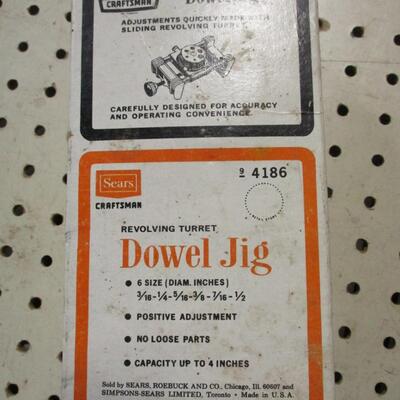 CRAFTSMAN
ADJUSTMENTS QUICKLY MADE WITH
SLIDING REVOLVING TURRET
CAREFULLY DESIGNED FOR ACCURACY
AND OPERATING CONVENIENCE.
Sears
CRAFTSMAN
9 4186
REVOLVING TURRET
Dowel Jig
• 6 SIZE (DIAM. INCHES)
3/16-1/4-5/16-3/8-7/16-1/2
• POSITIVE ADJUSTMENT
• NO LOOSE PARTS
• CAPACITY UP TO 4 INCHES
Sold by SEARS, ROEBUCK AND CO., Chicago, Ill. 60607 and
SIMPSONS-SEARS LIMITED, Toronto • Made in U.S.A.